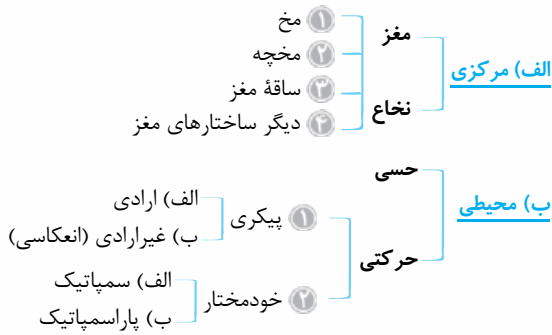 الف) مرکزی
مغز
۱ مخ
۲ مخچه
۳ ساقهٔ مغز
۴ دیگر ساختارهای مغز
نخاع
ب) محیطی
حسی
حرکتی
۱ پیکری
الف) ارادی
ب) غیرارادی (انعکاسی)
۲ خودمختار
الف) سمپاتیک
ب) پاراسمپاتیک